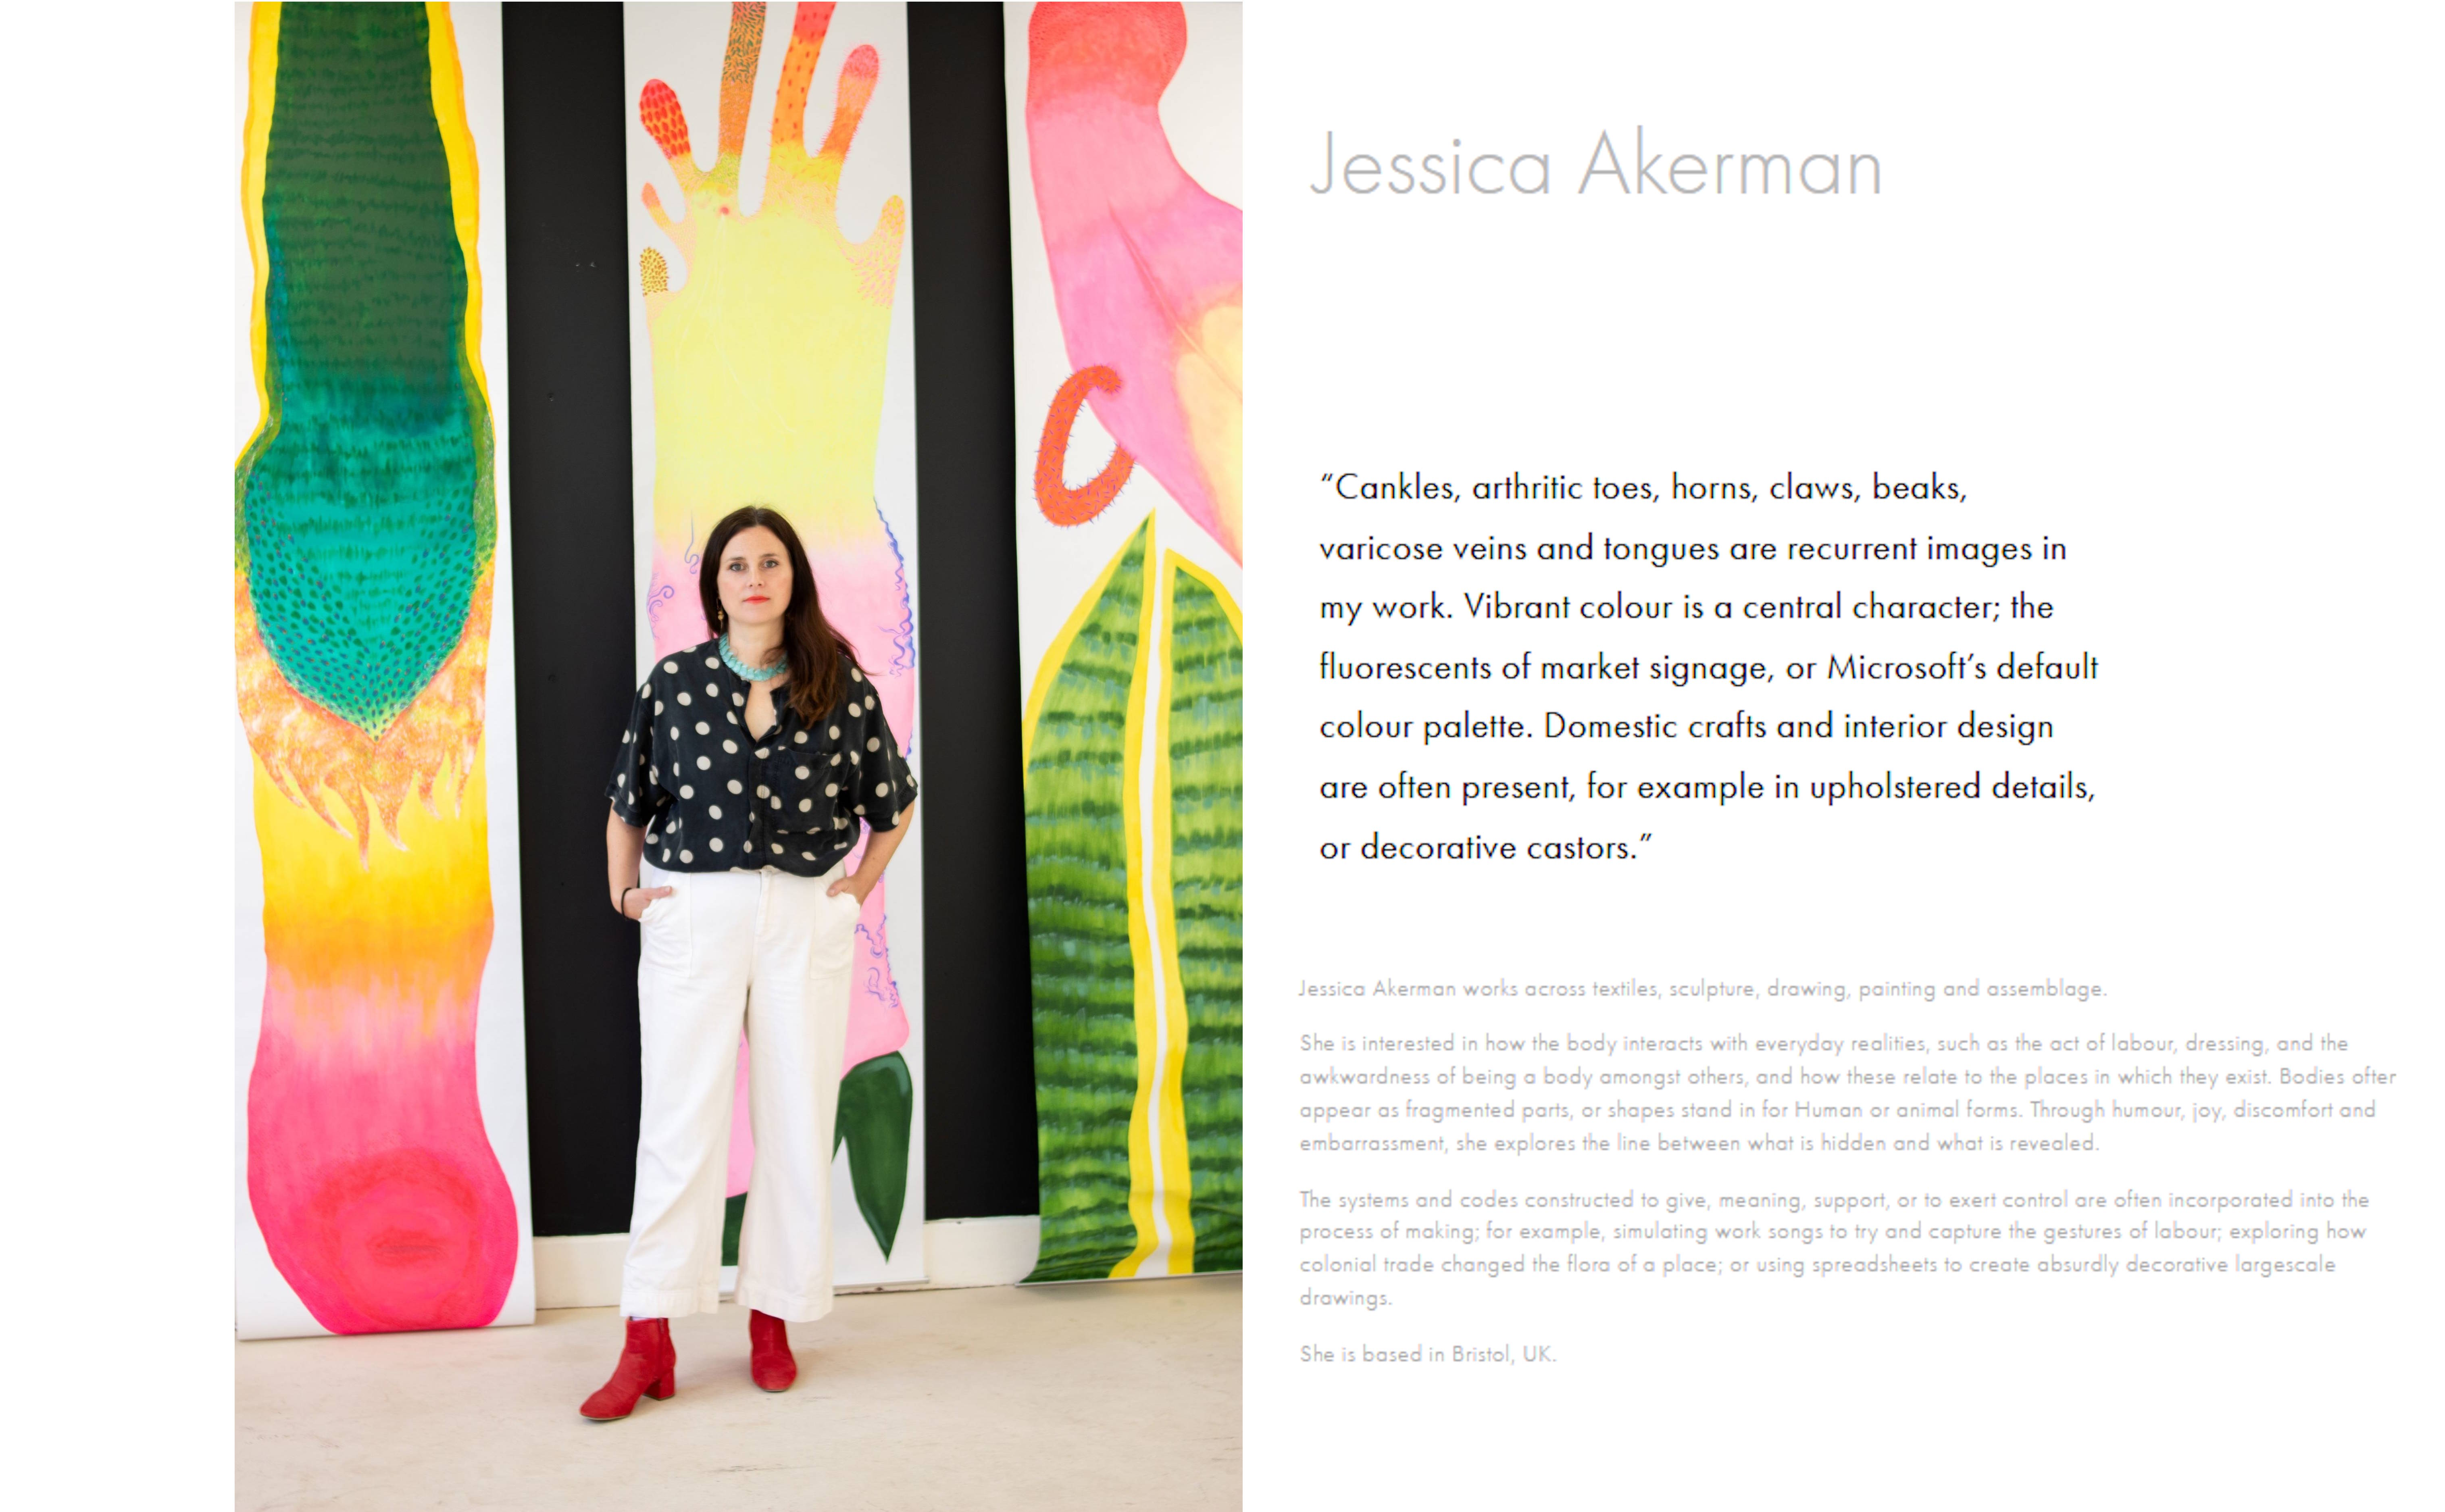 Jessica Akerman
“Cankles, arthritic toes, horns, claws, beaks,
varicose veins and tongues are recurrent images in
my work. Vibrant colour is a central character; the
fluorescents of market signage, or Microsoft’s default
colour palette. Domestic crafts and interior design
are often present, for example in upholstered details,
or decorative castors.”
Jessica Akerman works across textiles, sculpture, drawing, painting and assemblage.
She is interested in how the body interacts with everyday realities, such as the act of labour, dressing, and the
awkwardness of being a body amongst others, and how these relate to the places in which they exist. Bodies ofter
appear as fragmented parts, or shapes stand in for Human or animal forms. Through humour, joy, discomfort and
embarrassment, she explores the line between what is hidden and what is revealed.
The systems and codes constructed to give, meaning, support, or to exert control are often incorporated into the
process of making; for example, simulating work songs to try and capture the gestures of labour; exploring how
colonial trade changed the flora of a place; or using spreadsheets to create absurdly decorative largescale
drawings.
She is based in Bristol, UK.